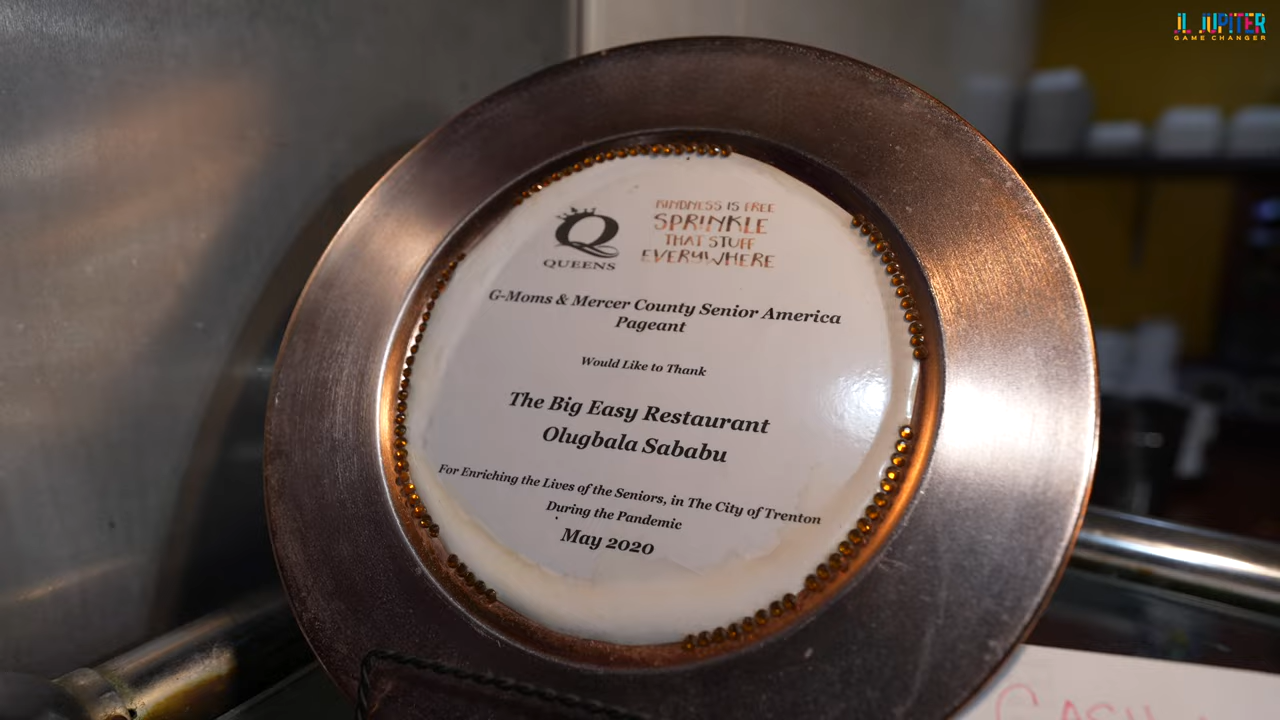 JL JUPITER
GAME CHANGER
Q
QUEENS
KINDNESS IS FREE
SPRINKLE
THAT STUFF
EVERYWHERE
G-Moms & Mercer County Senior America
Pageant
Would Like to Thank
The Big Easy Restaurant
Olugbala Sababu
For Enriching the Lives of the Seniors, in The City of Trenton
During the Pandemic
May 2020
CASH